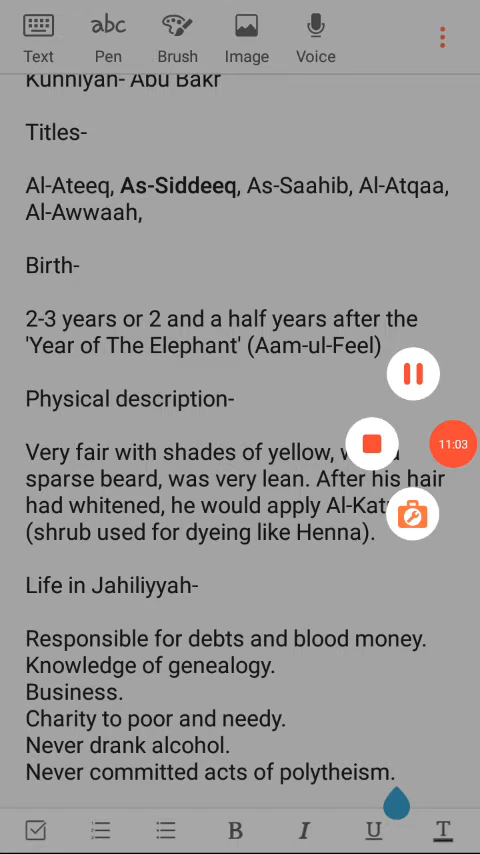 Text
Pen
Brush
Image
Voice
Kunniyah- Abu Bakr
Titles-
Al-Ateeq, As-Siddeeq, As-Saahib, Al-Atqaa,
Al-Awwaah,
Birth-
2-3 years or 2 and a half years after the
'Year of The Elephant' (Aam-ul-Feel)
Physical description-
Very fair with shades of yellow,
11:03
sparse beard, was very lean. After his hair
had whitened, he would apply
(shrub used for dyeing like Henna).
Life in Jahiliyyah-
Responsible for debts and blood money.
Knowledge of genealogy.
Business.
Charity to poor and needy.
Never drank alcohol.
Never committed acts of polytheism.
B
I
U
T